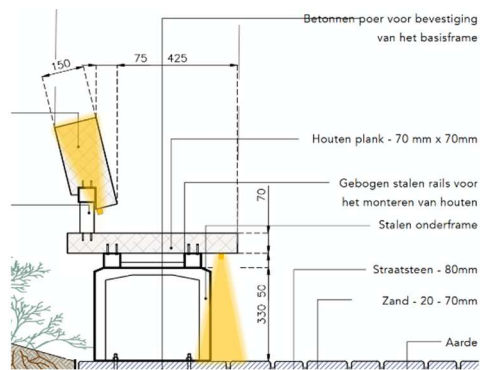 Betonnen poer voor bevestiging
van het basisframe
150
75 425
Houten plank - 70 mm x 70mm
Gebogen stalen rails voor
het monteren van houten
70
Stalen onderframe
Straatsteen - 80mm
330 50
Zand - 20 - 70mm
Aarde